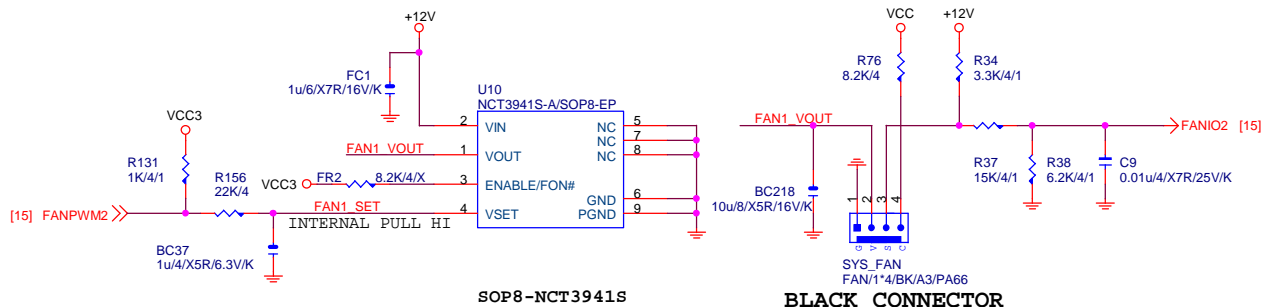 +12V
FC1
1u/6/X7R/16V/K
U10
NCT3941S-A/SOP8-EP
VCC3
R131
1K/4/1
R156
22K/4
[15] FANPWM2
BC37
1u/4/X5R/6.3V/K
FAN1_VOUT
VCC3
FR2
8.2K/4/X
FAN1_SET
INTERNAL PULL HI
2 VIN
1 VOUT
3 ENABLE/FON#
4 VSET
NC 5
NC 7
NC 8
GND 6
PGND 9
SOP8-NCT3941S
VCC
+12V
R76
8.2K/4
R34
3.3K/4/1
FAN1_VOUT
FANIO2 [15]
R37
15K/4/1
R38
6.2K/4/1
C9
0.01u/4/X7R/25V/K
BC218
10u/8/X5R/16V/K
1 2 3 4
G V S C
SYS_FAN
FAN/1*4/BK/A3/PA66
BLACK CONNECTOR